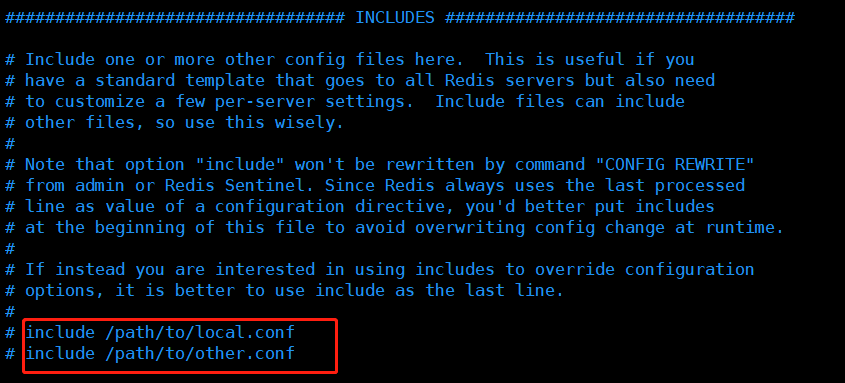 ################################## INCLUDES ###################################
# Include one or more other config files here.  This is useful if you
# have a standard template that goes to all Redis servers but also need
# to customize a few per-server settings.  Include files can include
# other files, so use this wisely.
#
# Note that option "include" won't be rewritten by command "CONFIG REWRITE"
# from admin or Redis Sentinel. Since Redis always uses the last processed
# line as value of a configuration directive, you'd better put includes
# at the beginning of this file to avoid overwriting config change at runtime.
#
# If instead you are interested in using includes to override configuration
# options, it is better to use include as the last line.
#
# include /path/to/local.conf
# include /path/to/other.conf